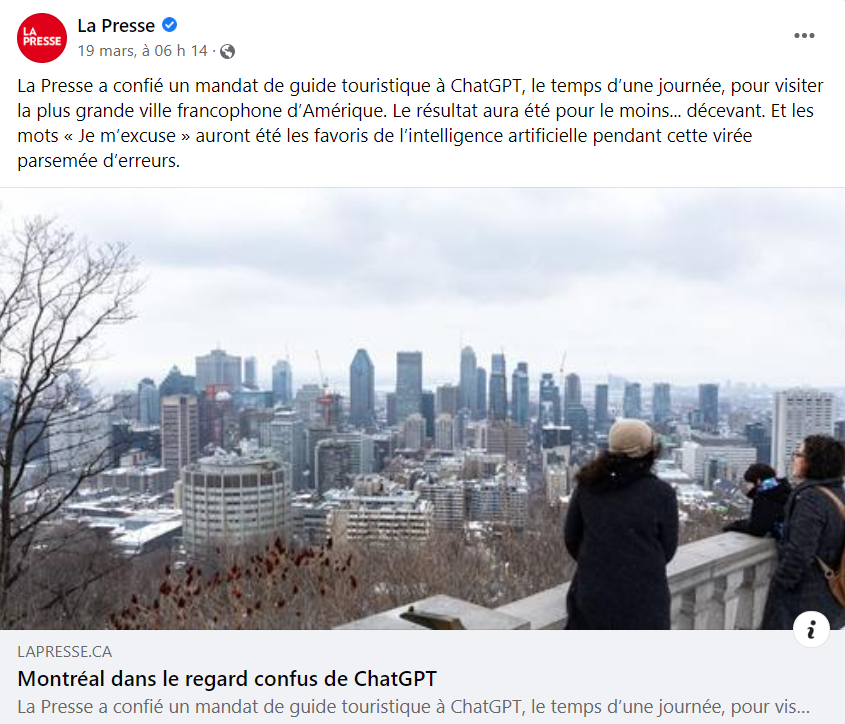 LA
PRESSE
La Presse
19 mars, à 06 h 14 ·
La Presse a confié un mandat de guide touristique à ChatGPT, le temps d’une journée, pour visiter
la plus grande ville francophone d’Amérique. Le résultat aura été pour le moins... décevant. Et les
mots « Je m’excuse » auront été les favoris de l’intelligence artificielle pendant cette virée
parsemée d’erreurs.
LAPRESSE.CA
Montréal dans le regard confus de ChatGPT
La Presse a confié un mandat de guide touristique à ChatGPT, le temps d’une journée, pour vis...